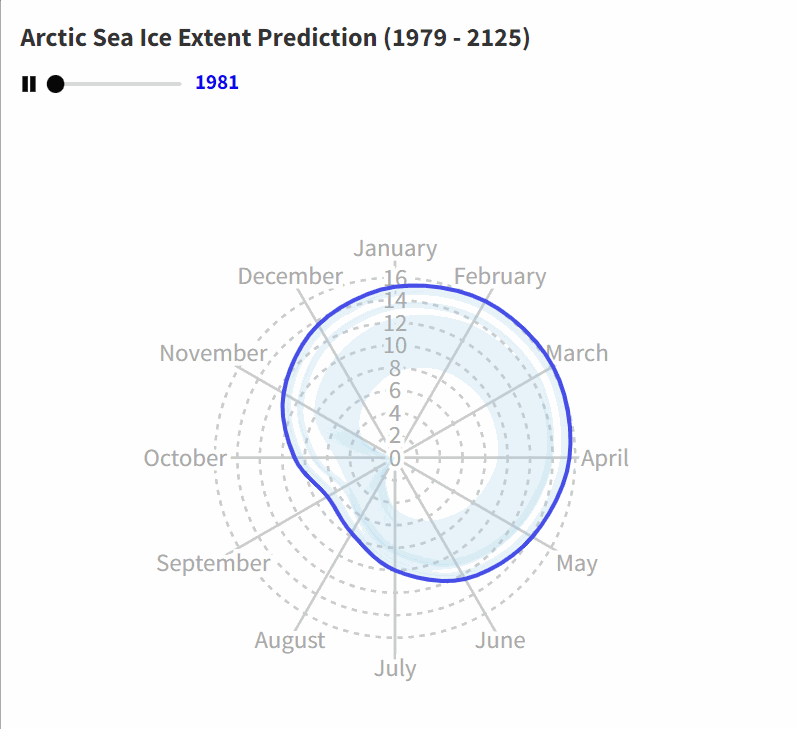 Arctic Sea Ice Extent Prediction (1979 - 2125)
1981
January
December
February
16
14
12
10
8
6
4
2
0
November
March
October
April
September
May
August
June
July